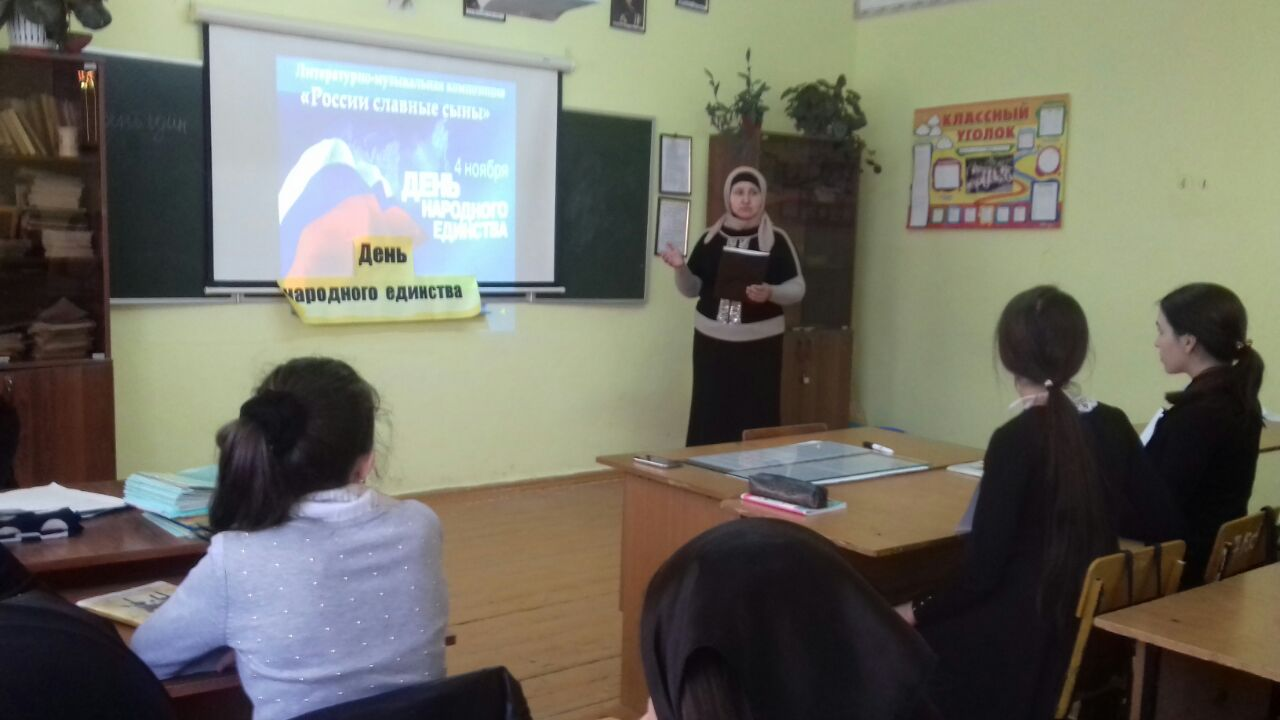 Литературно-музыкальная композиция
«России славные сыны»
4 ноября
ДЕНЬ
НАРОДНОГО
ЕДИНСТВА
День
народного единства
КЛАССНЫЙ
УГОЛОК